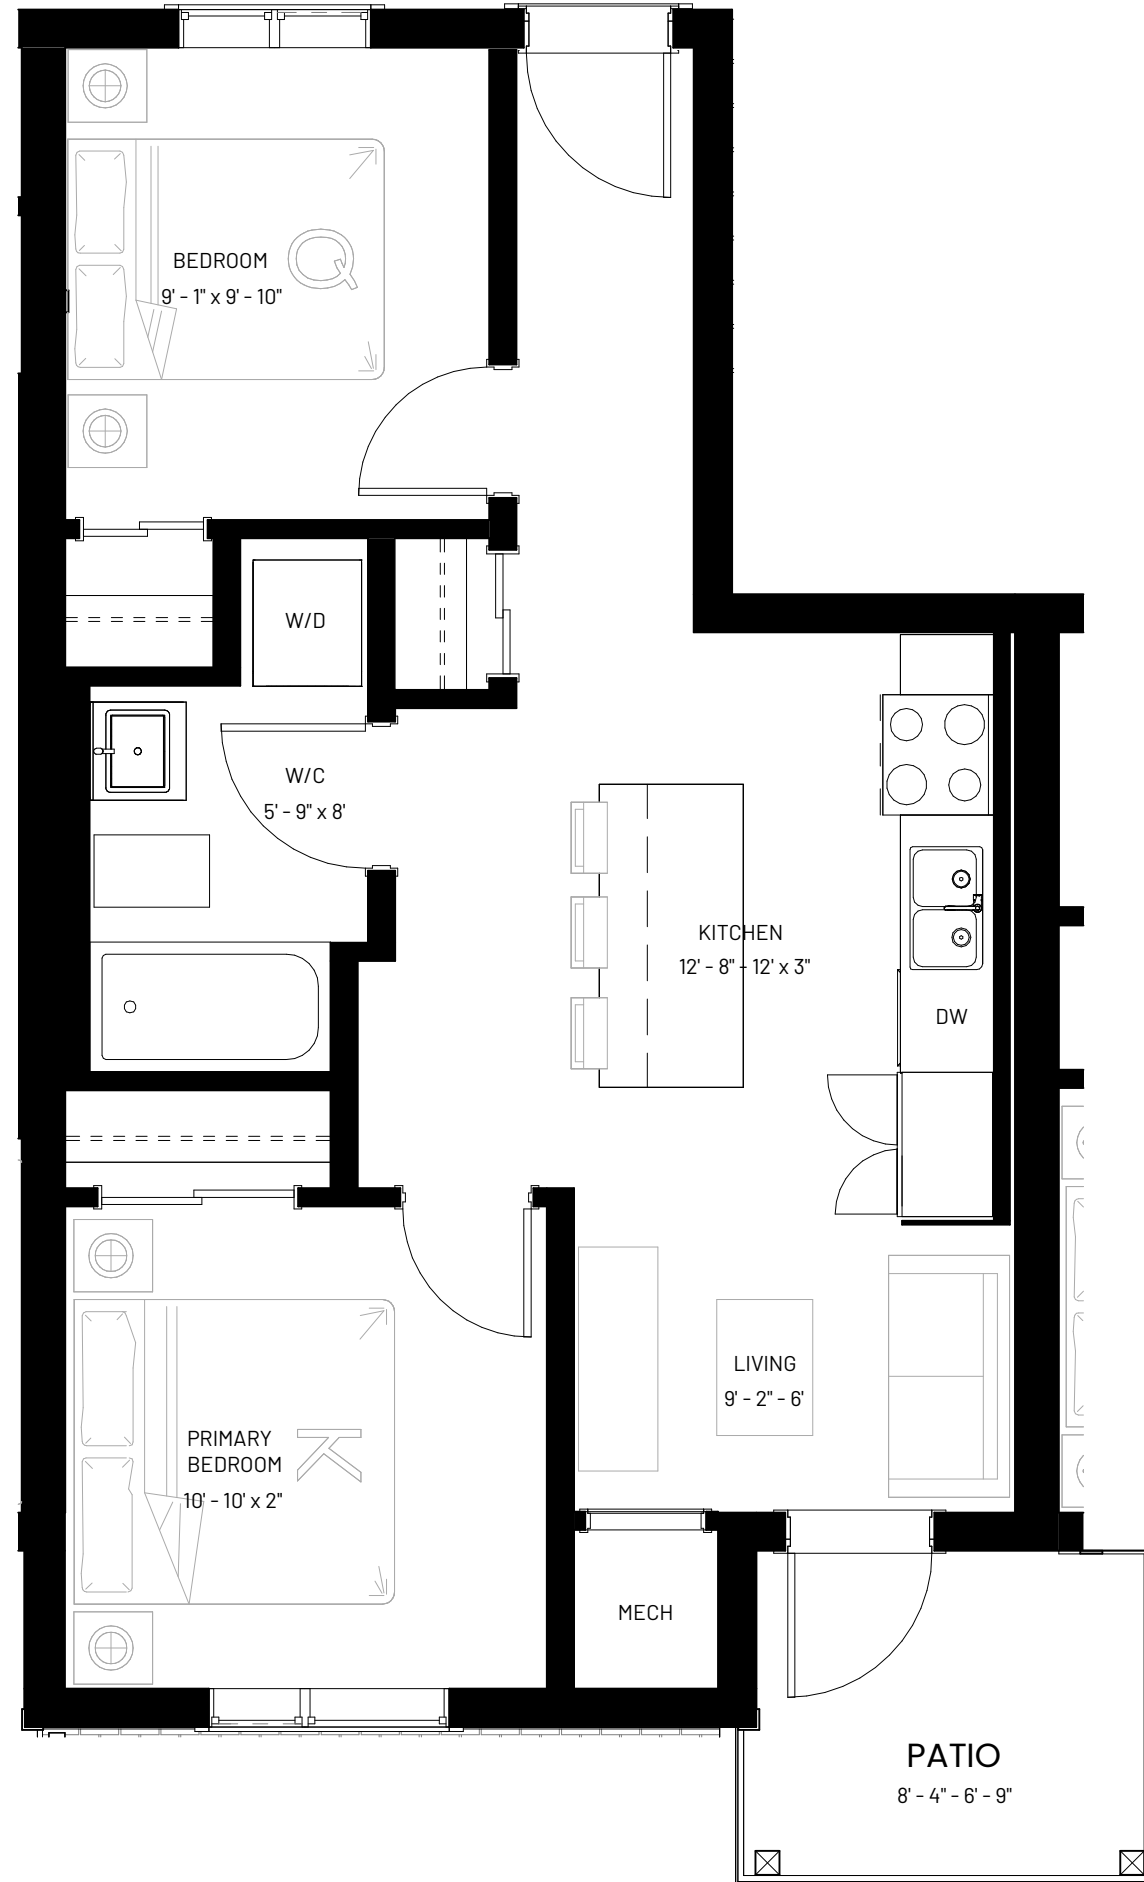 BEDROOM
9' - 1" x 9' - 10"
Q
W/D
W/C
5' - 9" x 8'
KITCHEN
12' - 8" - 12' x 3"
DW
LIVING
9' - 2" - 6'
PRIMARY
BEDROOM
10' - 10' x 2"
K
MECH
PATIO
8' - 4" - 6' - 9"